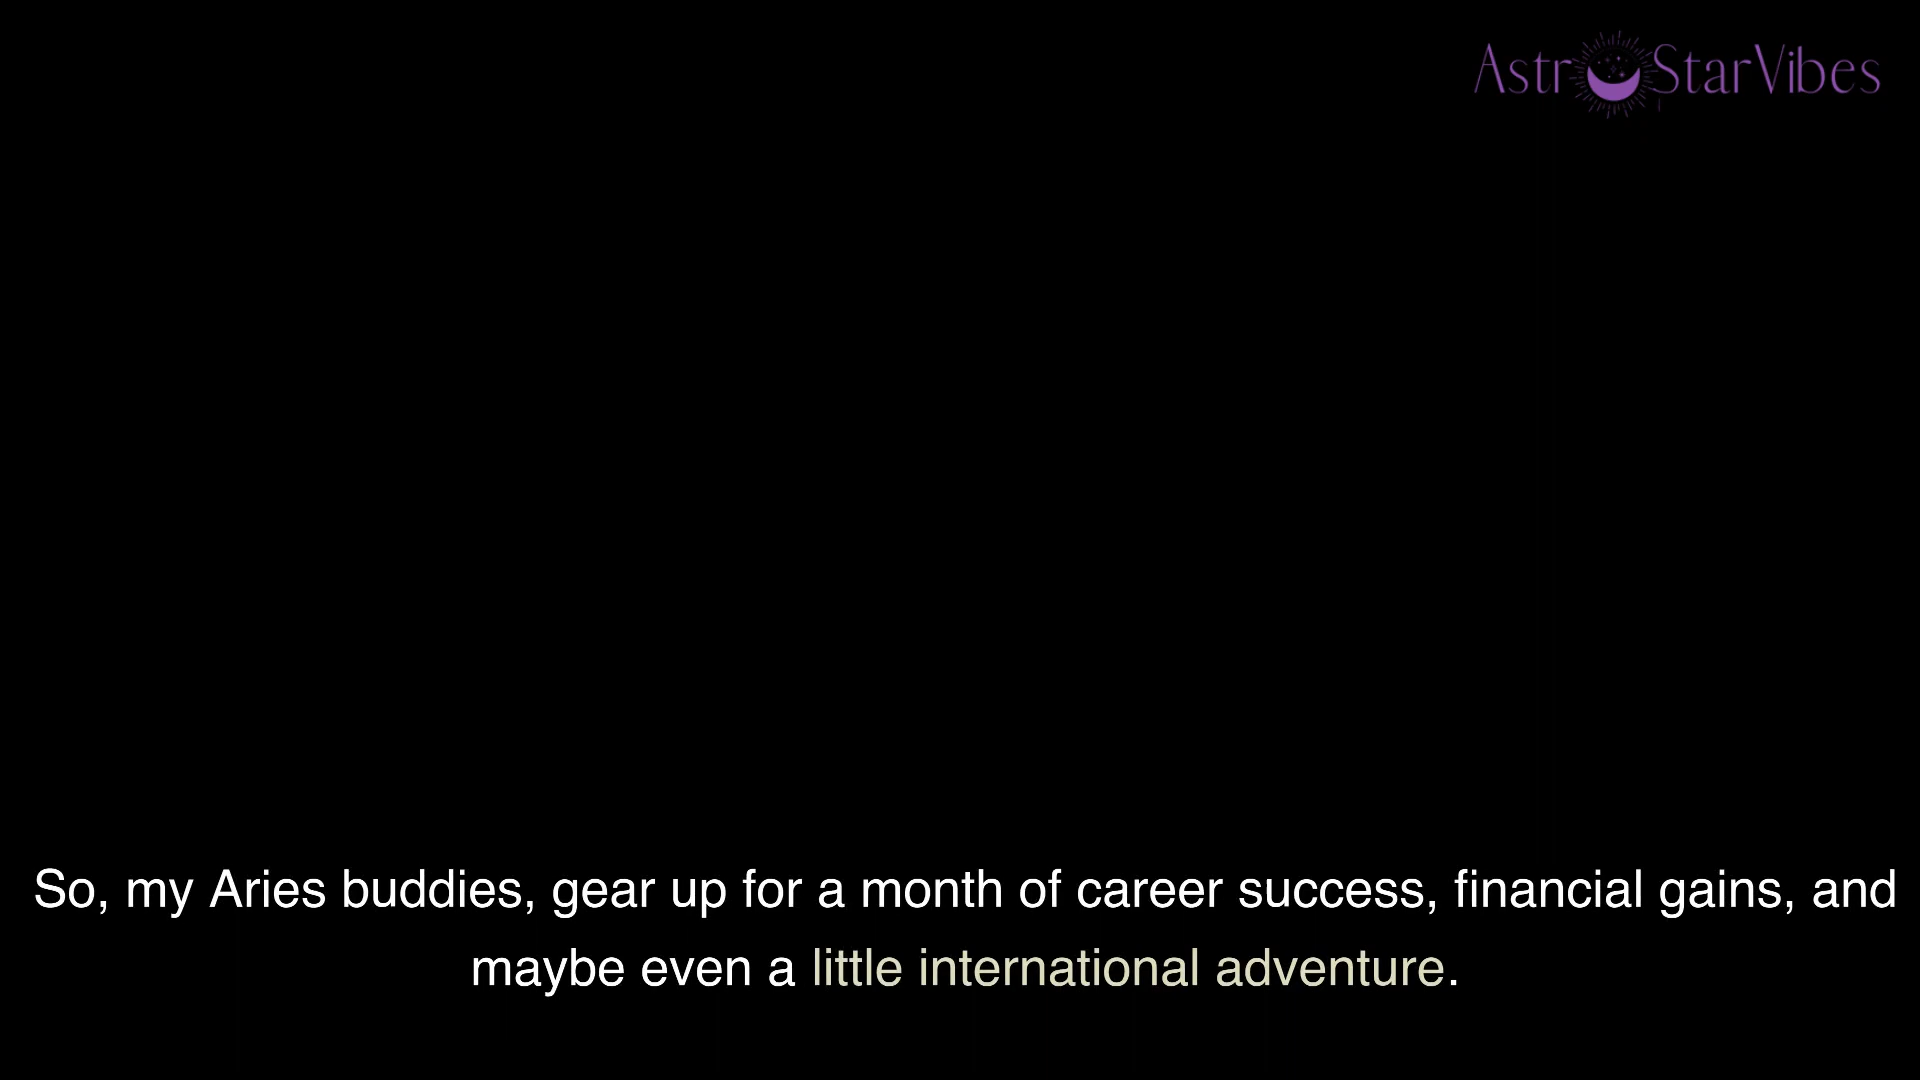 AstroStarVibes
So, my Aries buddies, gear up for a month of career success, financial gains, and
maybe even a little international adventure.